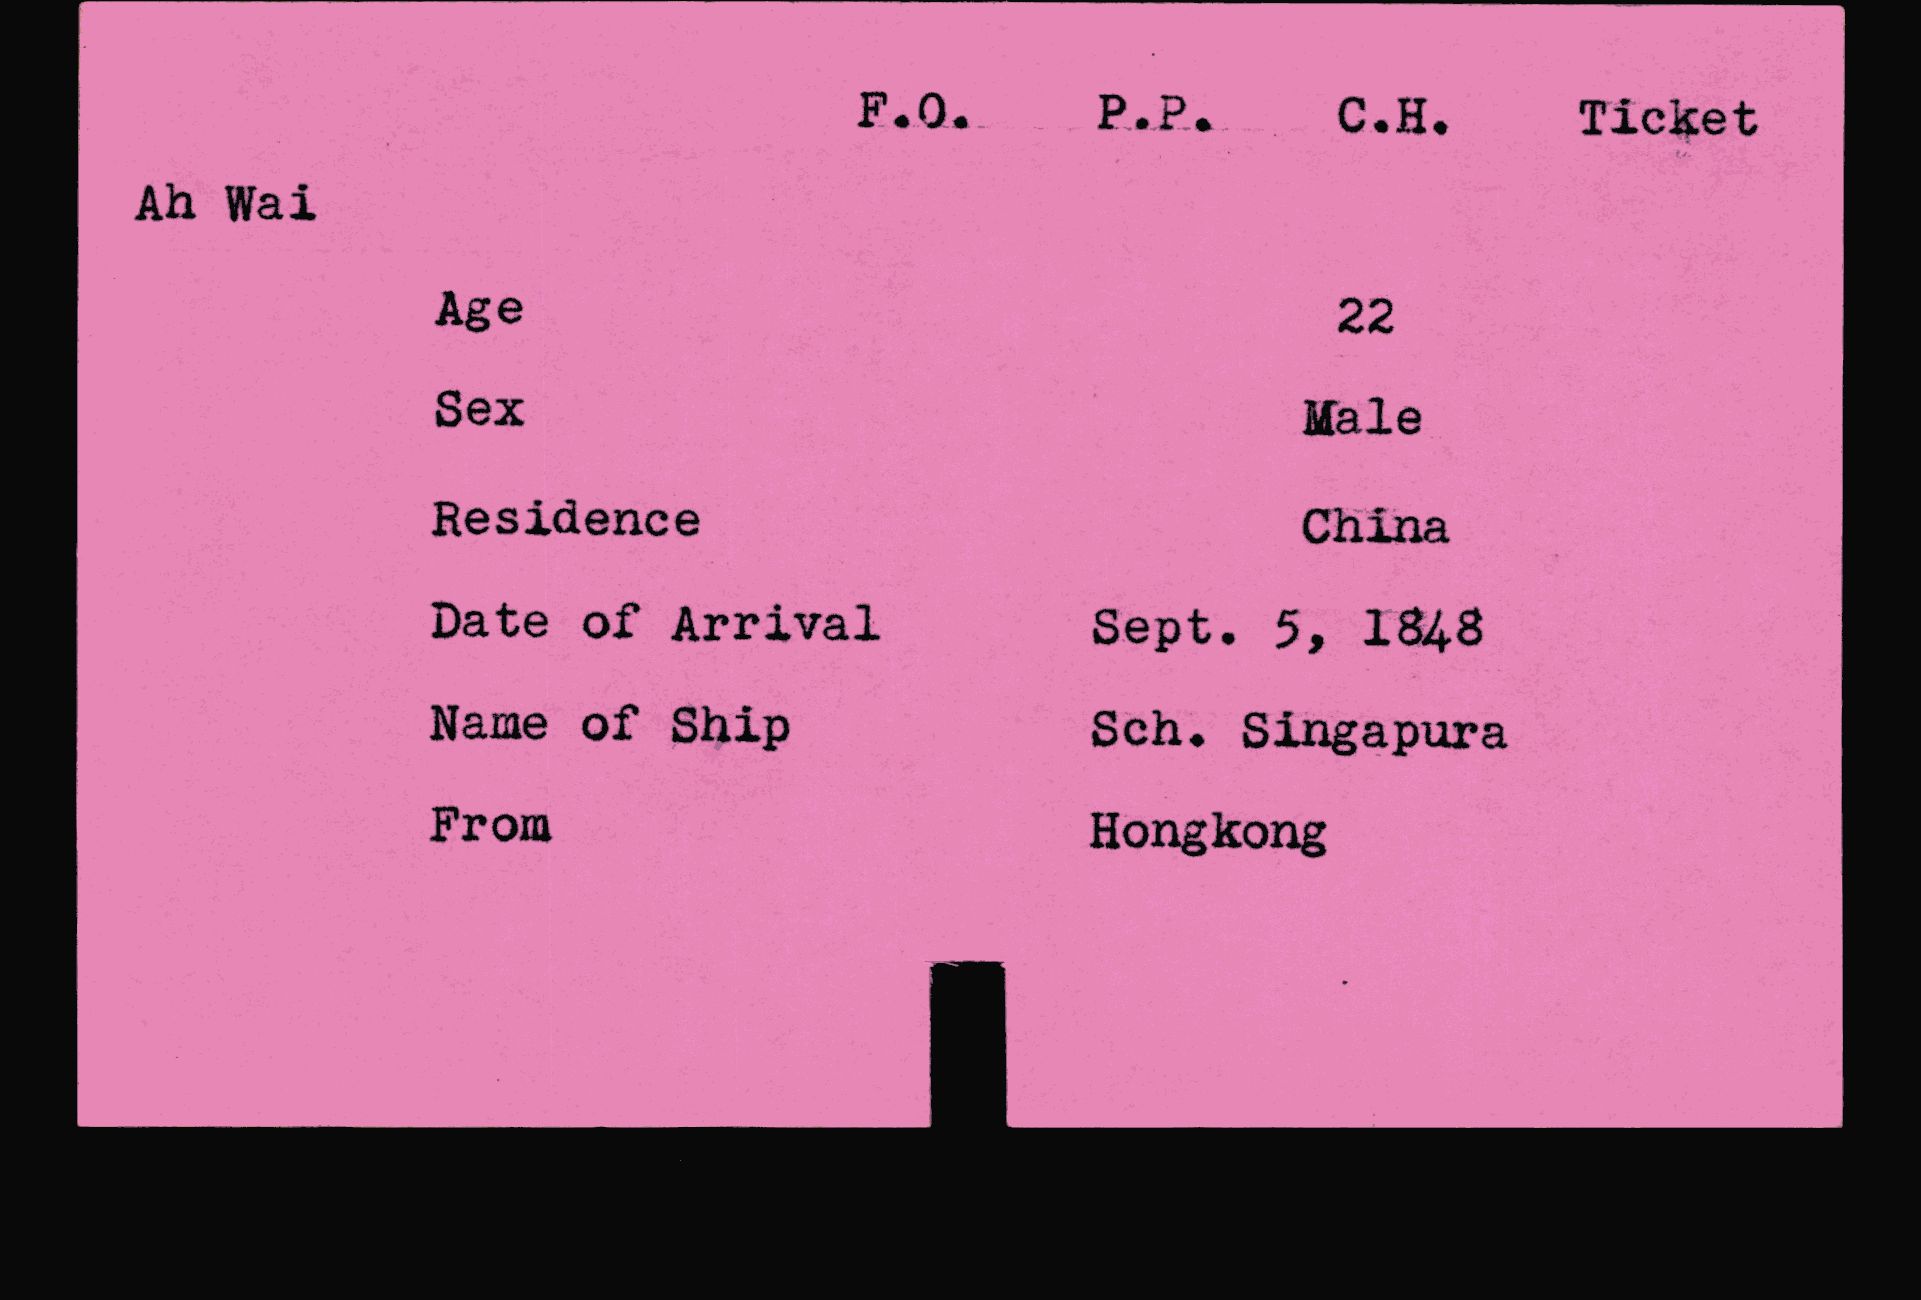 F.O. P.P. C.H. Ticket
Ah Wai
Age 22
Sex Male
Residence China
Date of Arrival Sept. 5, 1848
Name of Ship Sch. Singapura
From Hongkong